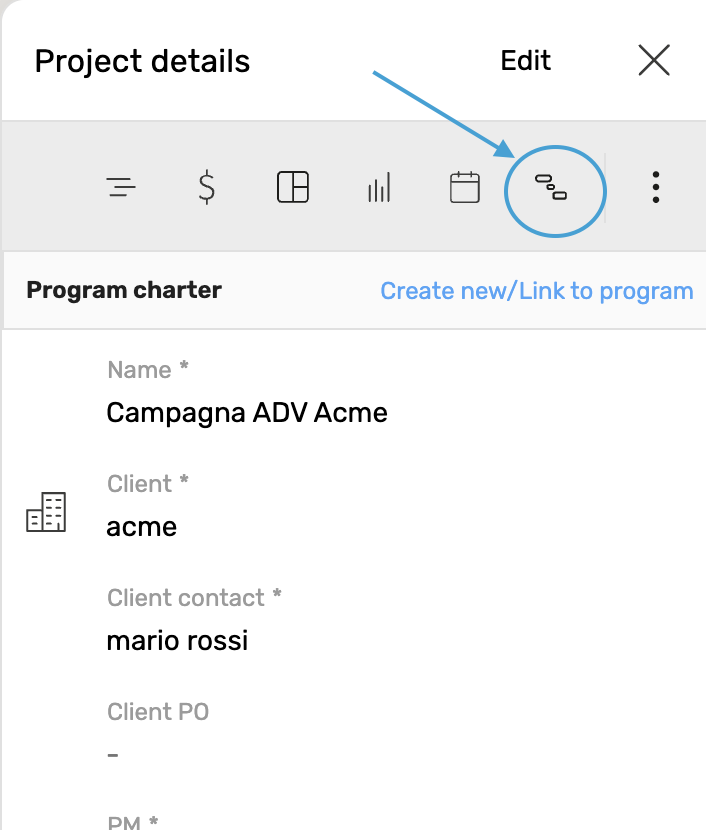 Project details
Edit
$
Program charter
Create new/Link to program
Name *
Campagna ADV Acme
Client *
acme
Client contact *
mario rossi
Client PO
-
PM *